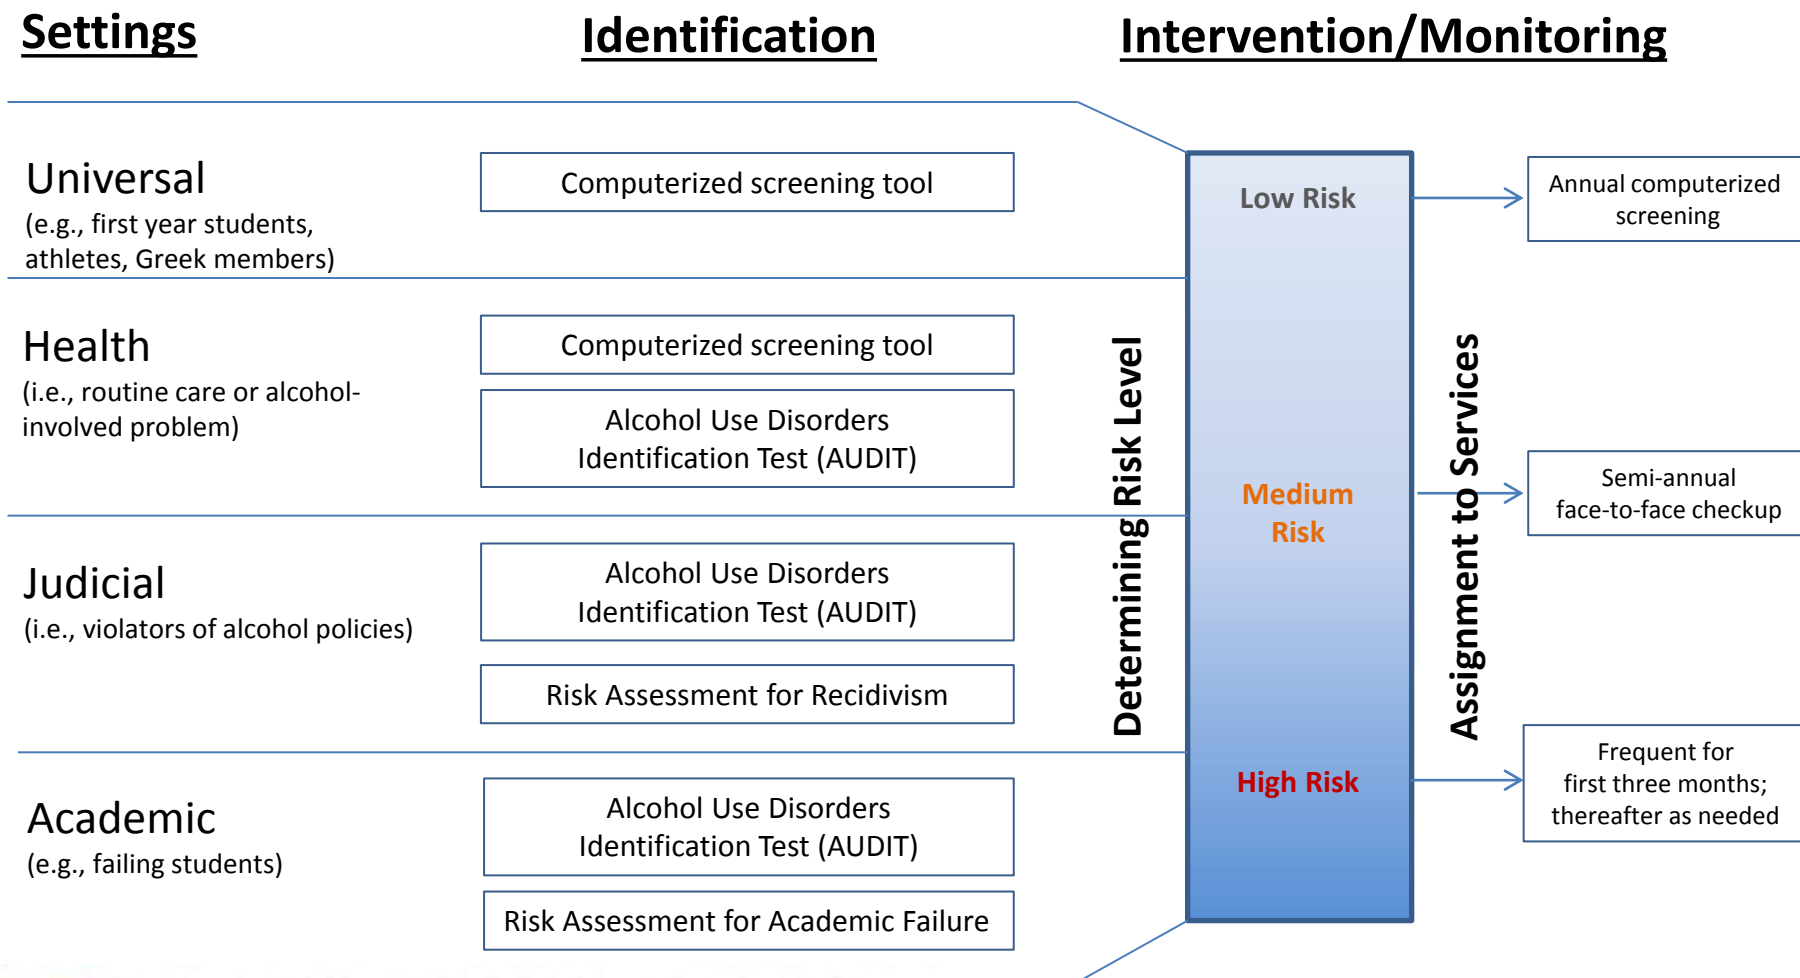 Settings
Identification
Intervention/Monitoring
Universal
(e.g., first year students,
athletes, Greek members)
Computerized screening tool
Health
(i.e., routine care or alcohol-
involved problem)
Computerized screening tool
Alcohol Use Disorders
Identification Test (AUDIT)
Judicial
(i.e., violators of alcohol policies)
Alcohol Use Disorders
Identification Test (AUDIT)
Risk Assessment for Recidivism
Academic
(e.g., failing students)
Alcohol Use Disorders
Identification Test (AUDIT)
Risk Assessment for Academic Failure
Determining Risk Level
Low Risk
Medium
Risk
High Risk
Assignment to Services
Annual computerized
screening
Semi-annual
face-to-face checkup
Frequent for
first three months;
thereafter as needed